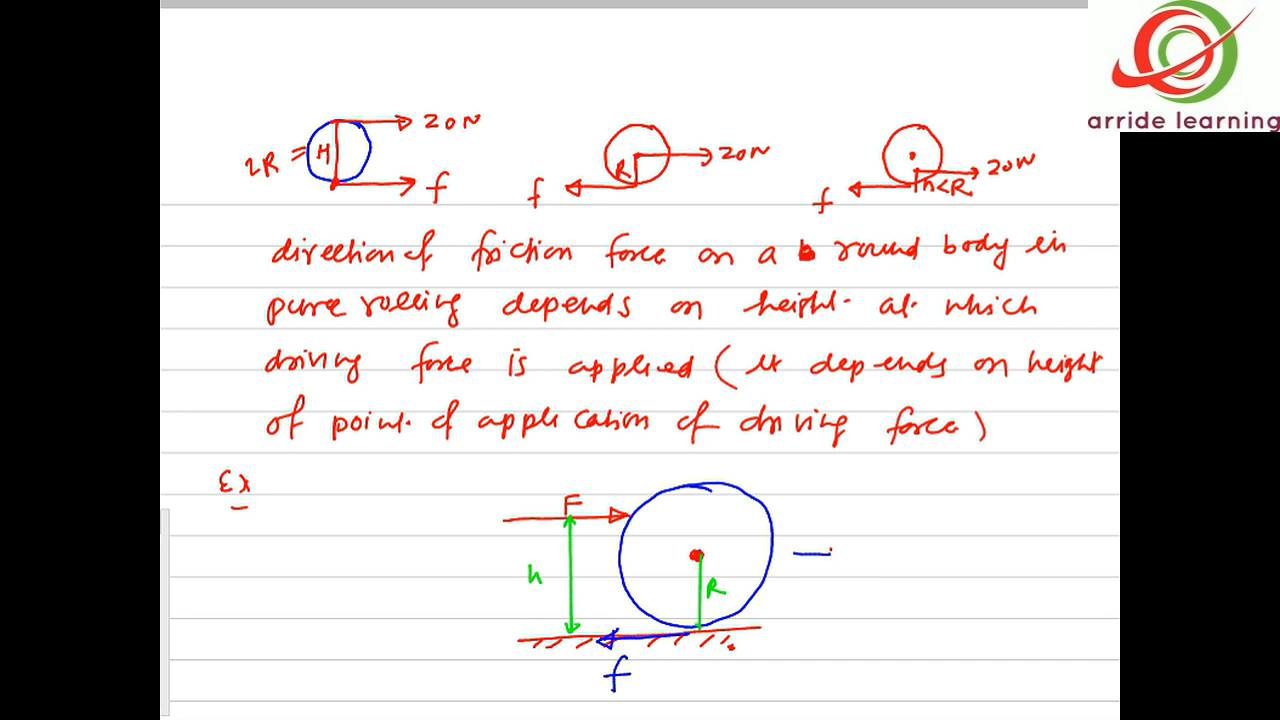 arride learning
2R = H → 20N
f
R → 20N
f
20N
h<R
f
direction of friction force on a round body in
pure rolling depends on height at which
driving force is applied (it depends on height
of point of application of driving force)
Ex
F
h
R
f